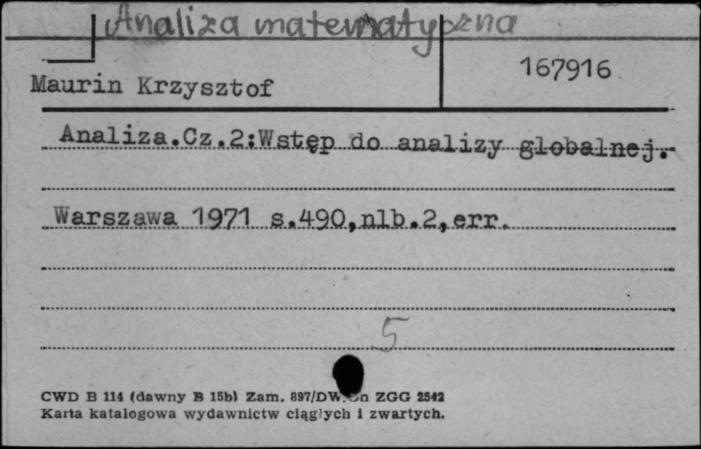 Analiza matematyczna
167916
Maurin Krzysztof
Analiza.Cz.2:Wstęp do analizy globalnej.
Warszawa 1971 s.490,nlb.2,err.
5
CWD B 114 (dawny B 15b) Zam. 897/DW. ZGG 2542
Karta katalogowa wydawnictw ciągłych i zwartych.